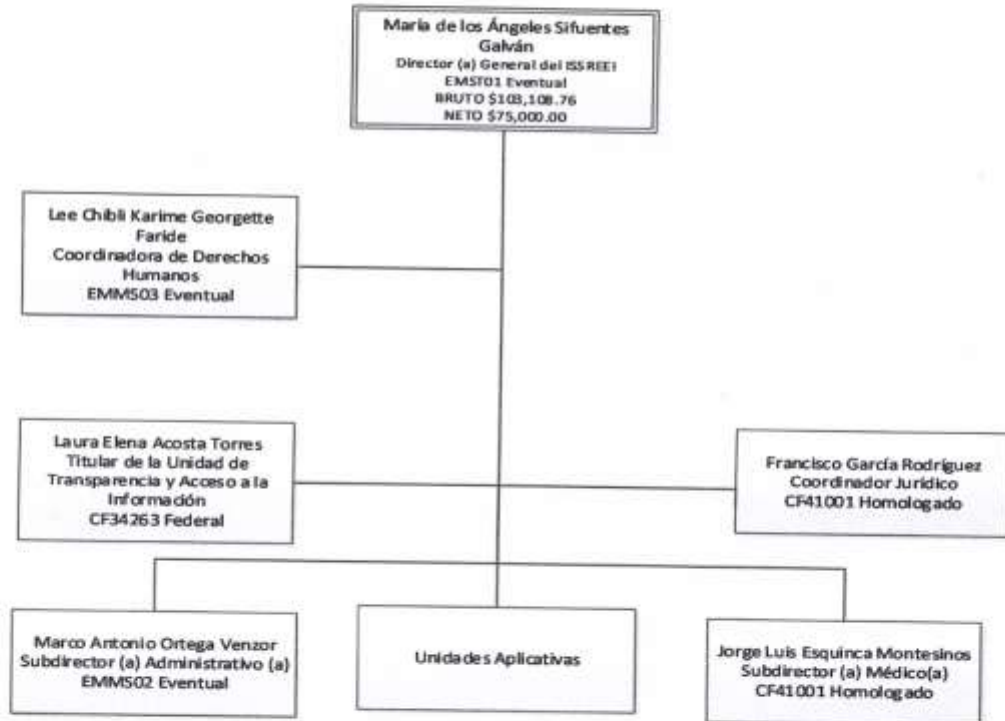 María de los Ángeles Sifuentes
Galván
Director (a) General del ISSREEI
EMST01 Eventual
BRUTO $103,108.76
NETO $75,000.00
Lee Chibli Karime Georgette
Faride
Coordinadora de Derechos
Humanos
EMMS03 Eventual
Laura Elena Acosta Torres
Titular de la Unidad de
Transparencia y Acceso a la
Información
CF34263 Federal
Francisco García Rodríguez
Coordinador Jurídico
CF41001 Homologado
Marco Antonio Ortega Venzor
Subdirector (a) Administrativo (a)
EMMS02 Eventual
Unidades Aplicativas
Jorge Luis Esquinca Montesinos
Subdirector (a) Médico(a)
CF41001 Homologado